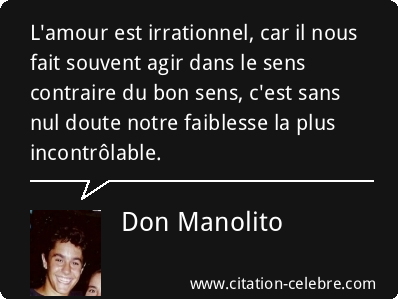 L'amour est irrationnel, car il nous
fait souvent agir dans le sens
contraire du bon sens, c'est sans
nul doute notre faiblesse la plus
incontrôlable.
Don Manolito
www.citation-celebre.com